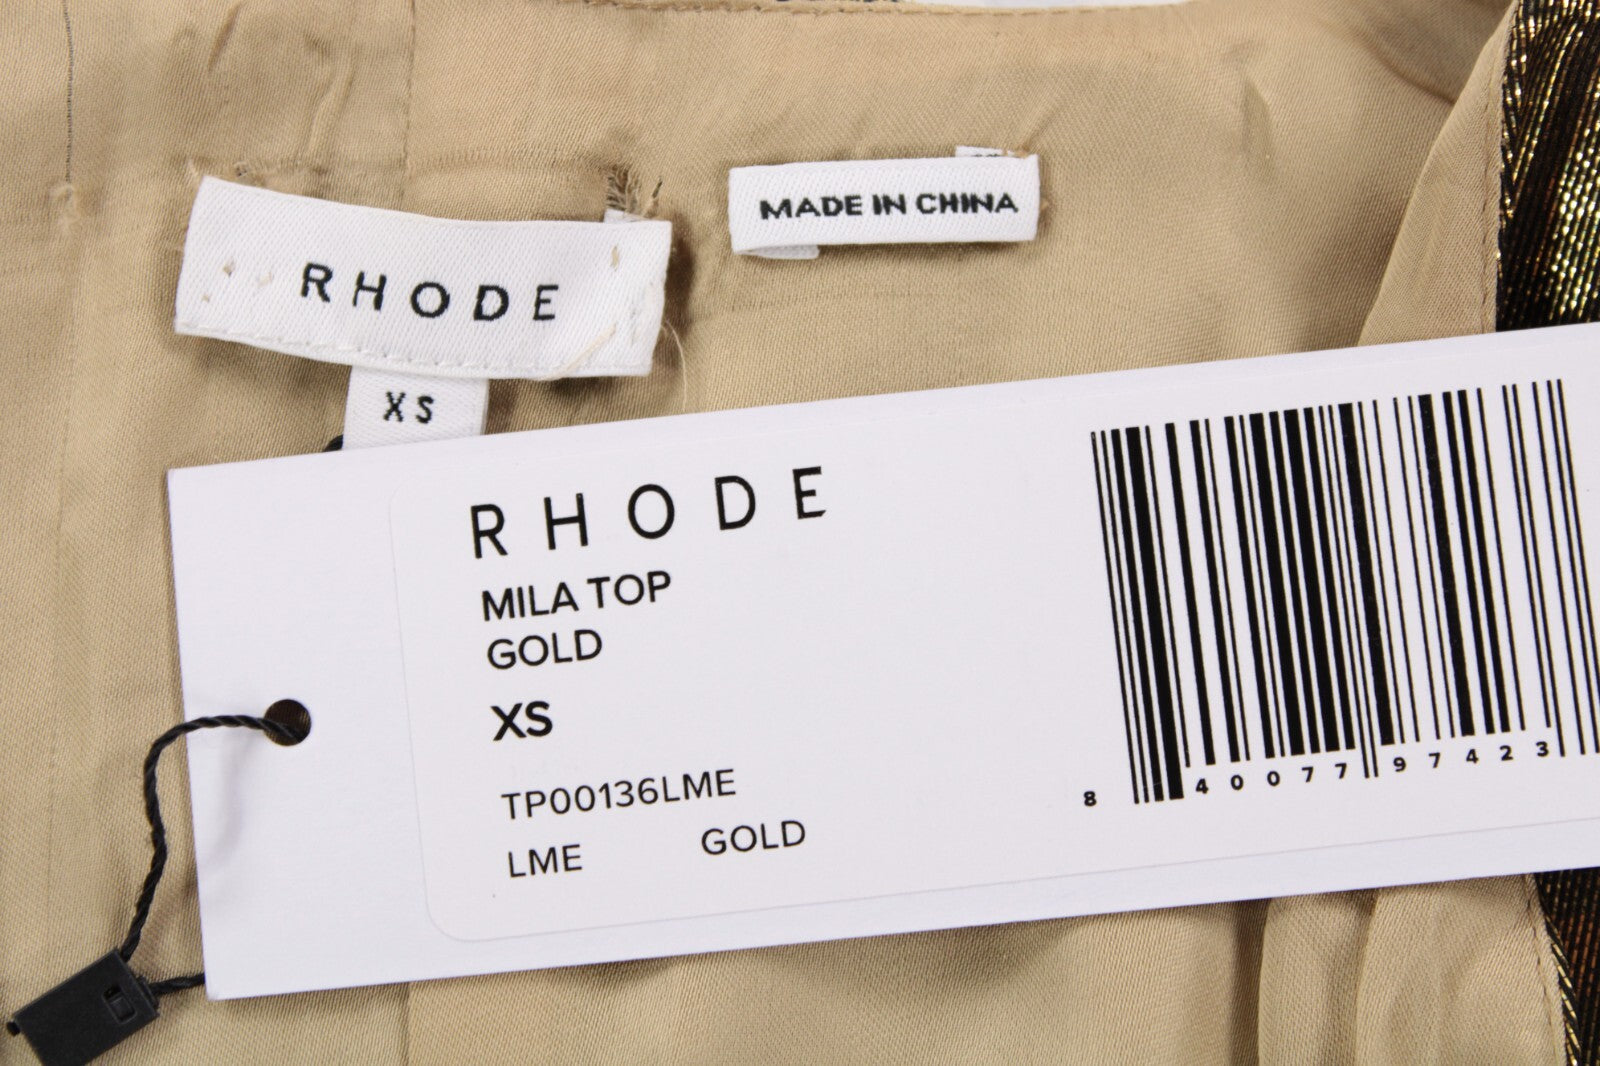 RHODE
XS
MADE IN CHINA
RHODE
MILA TOP
GOLD
XS
TP00136LME
LME GOLD
8 40077 97423